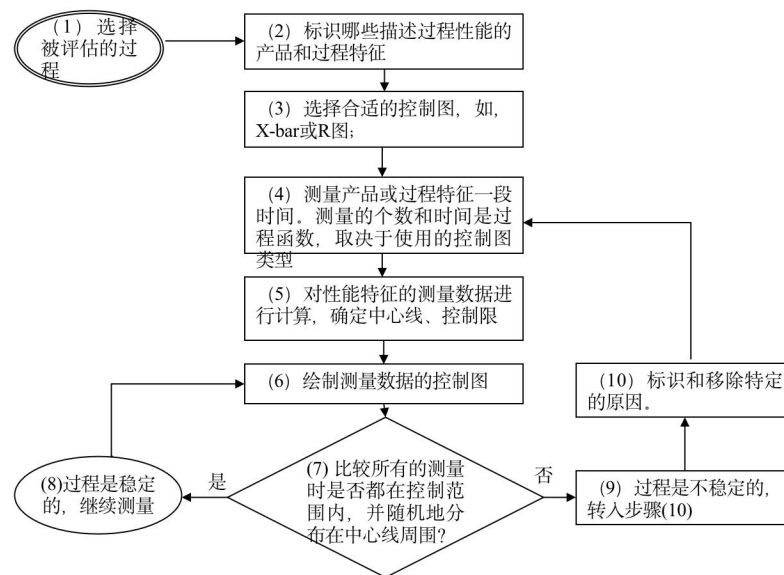 (1) 选择
被评估的过
程
(2) 标识哪些描述过程性能的
产品和过程特征
(3) 选择合适的控制图, 如,
X-bar或R图;
(4) 测量产品或过程特征一段
时间。测量的个数和时间是过
程函数, 取决于使用的控制图
类型
(5) 对性能特征的测量数据进
行计算, 确定中心线、控制限
(6) 绘制测量数据的控制图
(7) 比较所有的测量
时是否都在控制范
围内, 并随机地分
布在中心线周围?
是
(8)过程是稳定
的, 继续测量
否
(9) 过程是不稳定的,
转入步骤(10)
(10) 标识和移除特定
的原因。